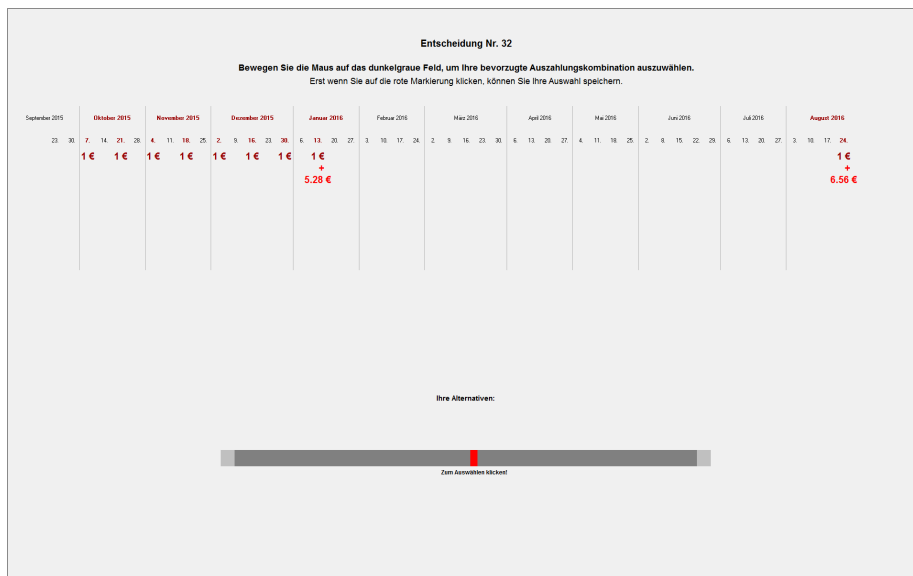 Entscheidung Nr. 32
Bewegen Sie die Maus auf das dunkelgraue Feld, um Ihre bevorzugte Auszahlungskombination auszuwählen.
Erst wenn Sie auf die rote Markierung klicken, können Sie Ihre Auswahl speichern.
September 2015 Oktober 2015 November 2015 Dezember 2015 Januar 2016 Februar 2016 März 2016 April 2016 Mai 2016 Juni 2016 Juli 2016 August 2016
23. 30. 7. 14. 21. 28. 4. 11. 18. 25. 2. 9. 16. 23. 30. 6. 13. 20. 27. 3. 10. 17. 24. 2. 9. 16. 23. 30. 6. 13. 20. 27. 4. 11. 18. 25. 2. 8. 15. 22. 29. 6. 13. 20. 27. 3. 10. 17. 24.
1 € 1 € 1 € 1 € 1 € 1 € 1 € 1 € 1 €
+ +
5.28 € 6.56 €
Ihre Alternativen:
Zum Auswählen klicken!